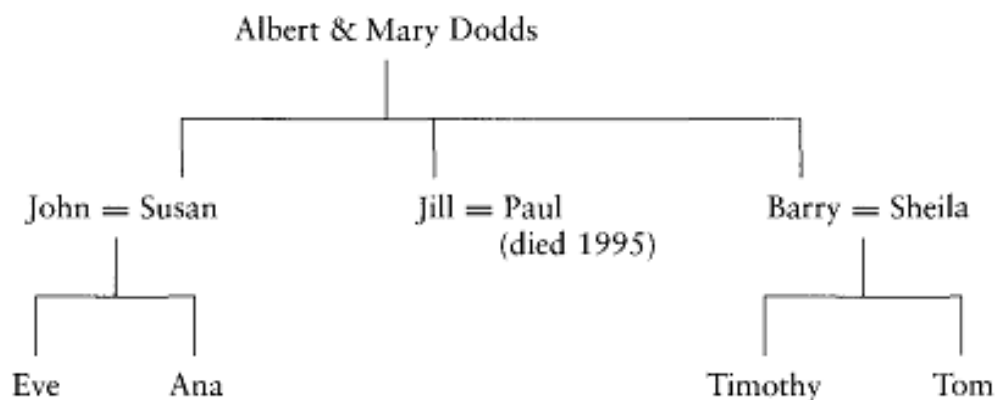 Albert & Mary Dodds
John = Susan
Jill = Paul
(died 1995)
Barry = Sheila
Eve
Ana
Timothy
Tom